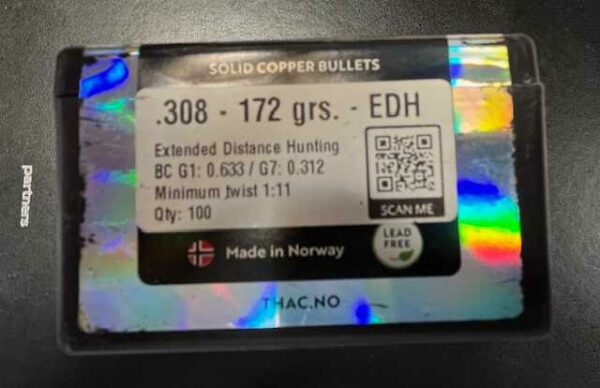 SOLID COPPER BULLETS
.308 - 172 grs. - EDH
Extended Distance Hunting
BC G1: 0.633 / G7: 0.312
Minimum twist 1:11
Qty: 100
SCAN ME
LEAD
FREE
Made in Norway
THAC.NO
partners